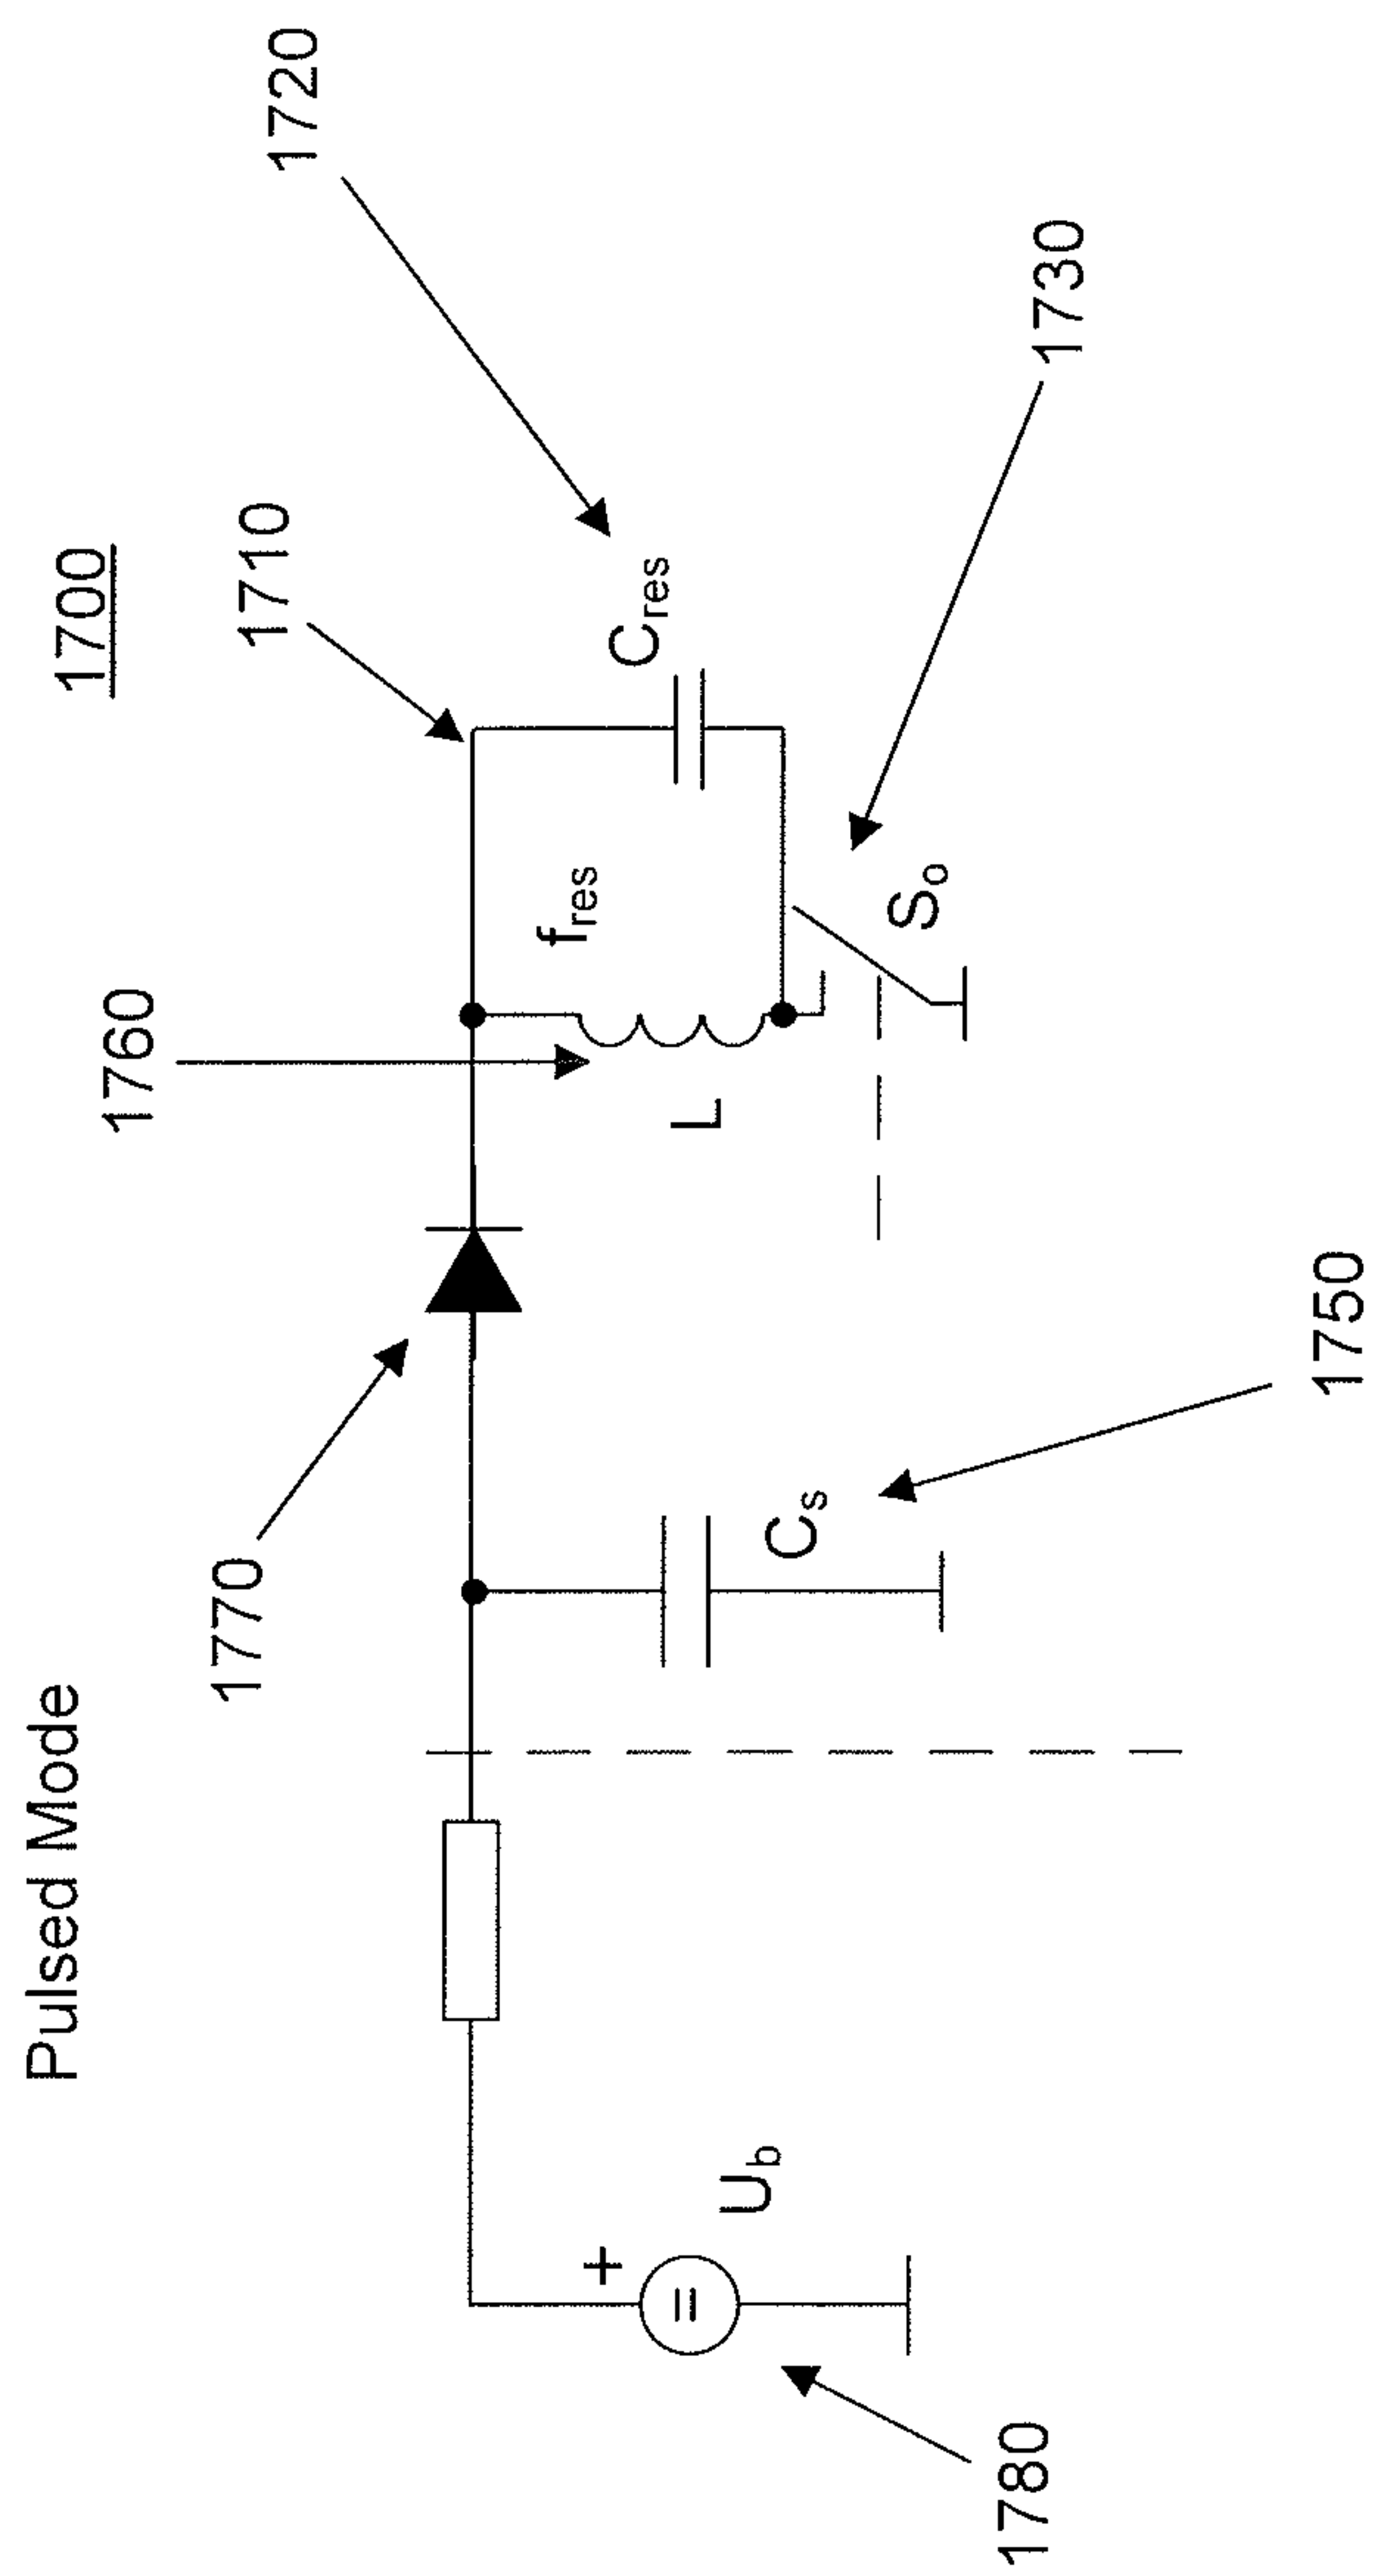 Pulsed Mode
1700
1770
1760
1710
1720
+
=
U_b
C_s
L
f_res
C_res
S_o
1780
1750
1730